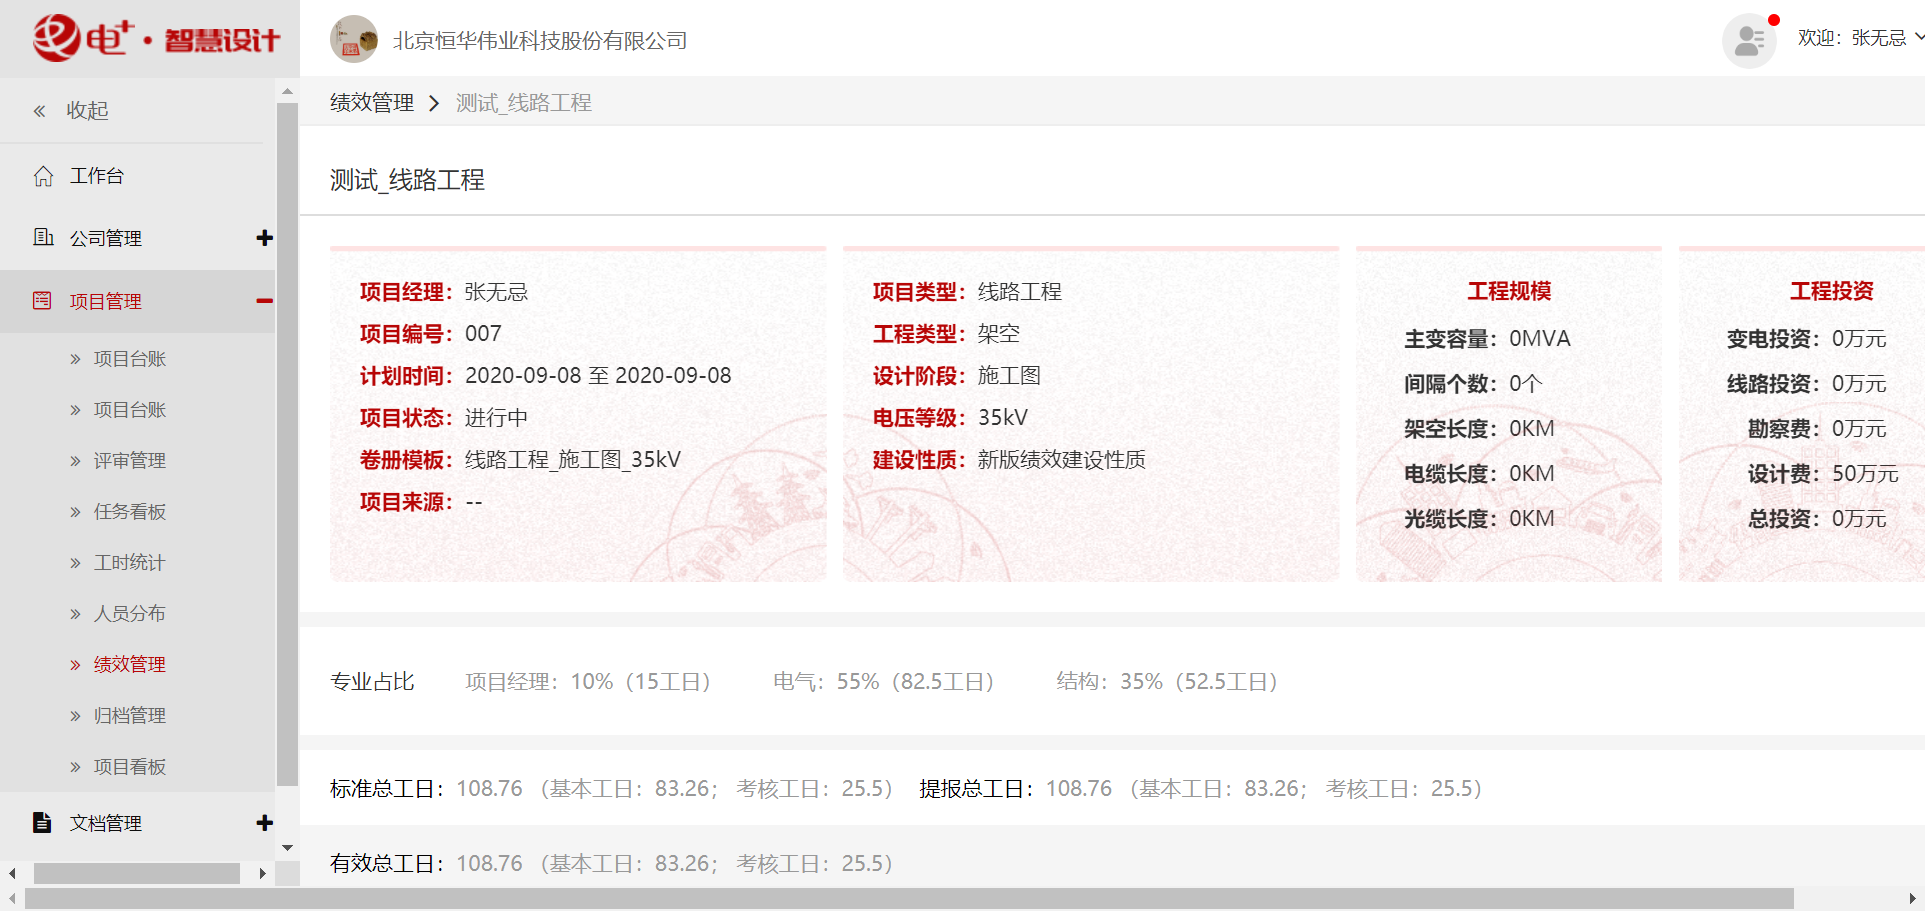 电+·智慧设计
北京恒华伟业科技股份有限公司
欢迎：张无忌
收起
工作台
公司管理
项目管理
项目台账
项目台账
评审管理
任务看板
工时统计
人员分布
绩效管理
归档管理
项目看板
文档管理
绩效管理 > 测试_线路工程
测试_线路工程
项目经理：张无忌
项目编号：007
计划时间：2020-09-08 至 2020-09-08
项目状态：进行中
卷册模板：线路工程_施工图_35kV
项目来源：--
项目类型：线路工程
工程类型：架空
设计阶段：施工图
电压等级：35kV
建设性质：新版绩效建设性质
工程规模
主变容量：0MVA
间隔个数：0个
架空长度：0KM
电缆长度：0KM
光缆长度：0KM
工程投资
变电投资：0万元
线路投资：0万元
勘察费：0万元
设计费：50万元
总投资：0万元
专业占比 项目经理：10%（15工日） 电气：55%（82.5工日） 结构：35%（52.5工日）
标准总工日：108.76 （基本工日：83.26； 考核工日：25.5） 提报总工日：108.76 （基本工日：83.26； 考核工日：25.5）
有效总工日：108.76 （基本工日：83.26； 考核工日：25.5）